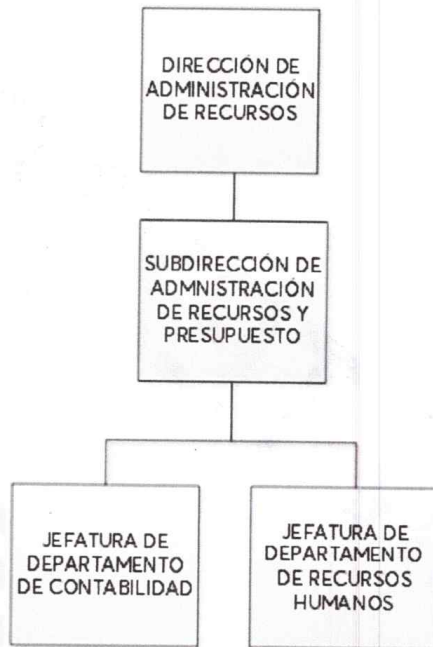 DIRECCIÓN DE
ADMINISTRACIÓN
DE RECURSOS
SUBDIRECCIÓN DE
ADMNISTRACIÓN
DE RECURSOS Y
PRESUPUESTO
JEFATURA DE
DEPARTAMENTO
DE CONTABILIDAD
JEFATURA DE
DEPARTAMENTO
DE RECURSOS
HUMANOS